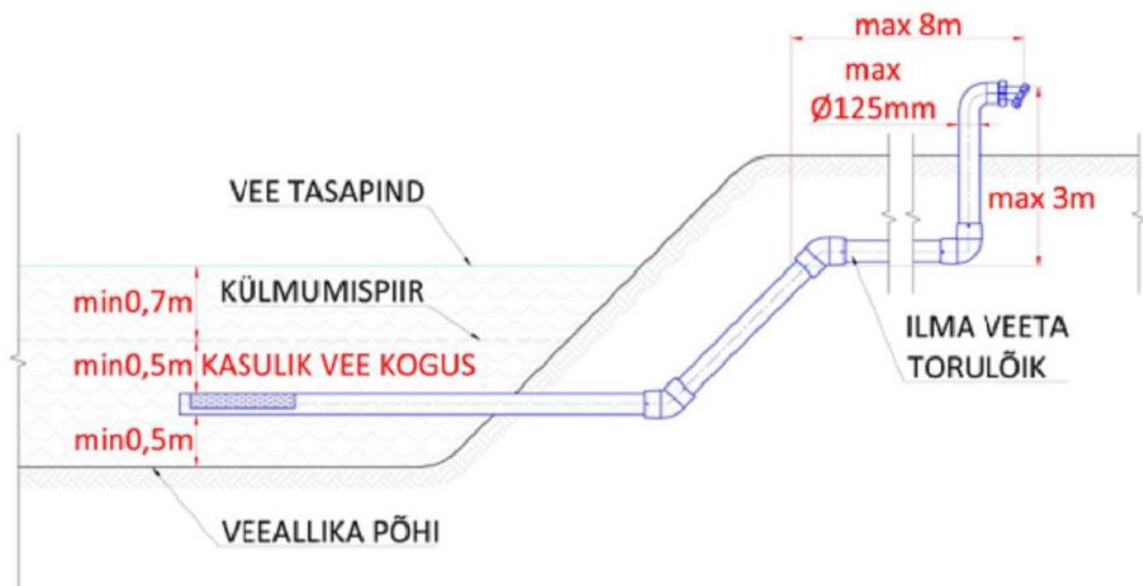 max 8m
max
Ø125mm
VEE TASAPIND
max 3m
min0,7m
KÜLMUMISPIIR
ILMA VEETA
TORULÕIK
min0,5m
KASULIK VEE KOGUS
min0,5m
VEEALLIKA PÕHI